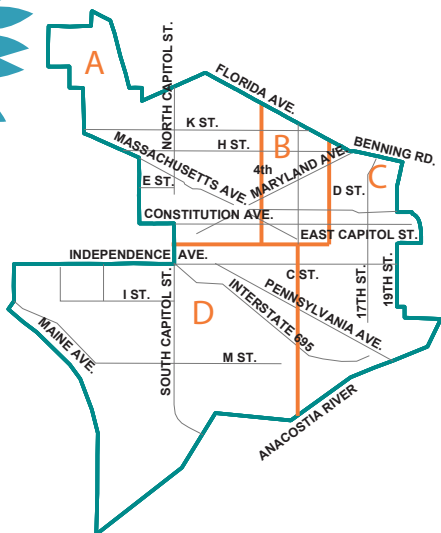 A
NORTH CAPITOL ST.
FLORIDA AVE.
K ST.
B
BENNING RD.
H ST.
MASSACHUSETTS AVE.
4th
MARYLAND AVE.
C
E ST.
D ST.
CONSTITUTION AVE.
EAST CAPITOL ST.
INDEPENDENCE AVE.
C ST.
17TH ST.
19TH ST.
I ST.
SOUTH CAPITOL ST.
D
INTERSTATE 695
PENNSYLVANIA AVE.
MAINE AVE.
M ST.
ANACOSTIA RIVER